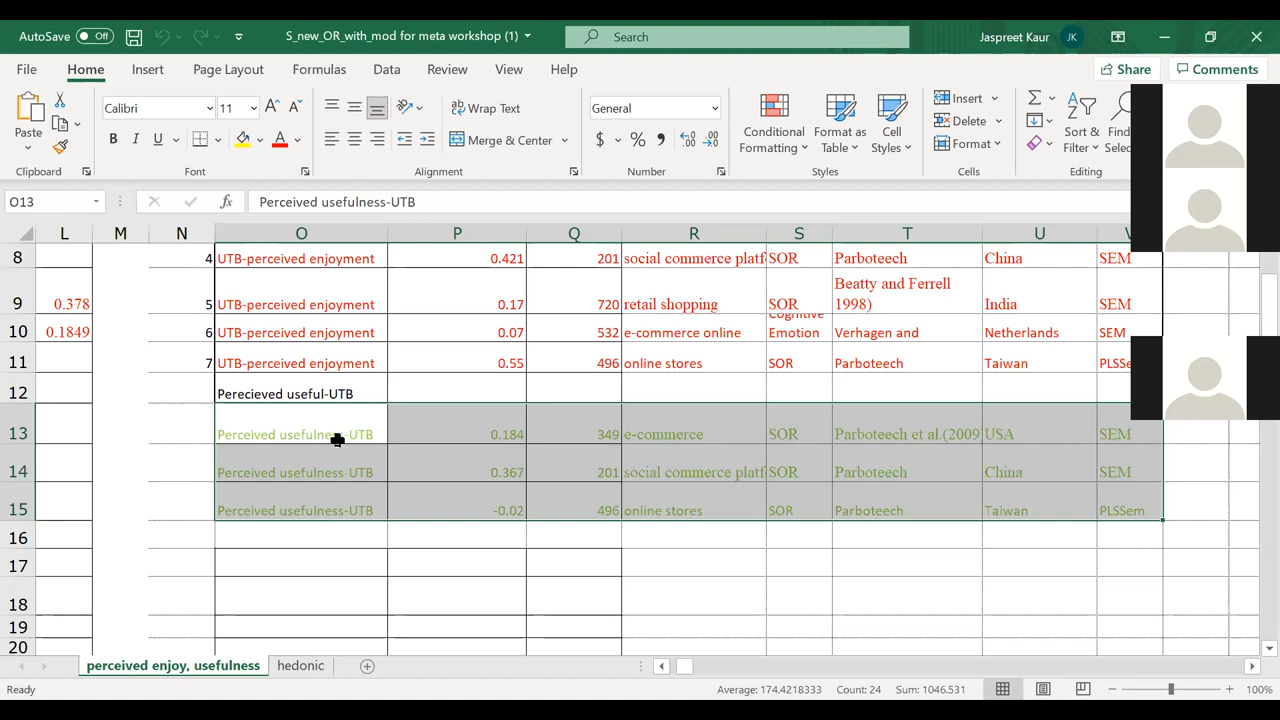 AutoSave Off S_new_OR_with_mod for meta workshop (1) Search Jaspreet Kaur JK
File Home Insert Page Layout Formulas Data Review View Help Share Comments
Paste Calibri 11 A A Wrap Text General Conditional Formatting Format as Table Cell Styles Insert Delete Format Sort & Filter
B I U A Merge & Center $ %
Clipboard Font Alignment Number Styles Cells Editing
O13 fx Perceived usefulness-UTB
L M N O P Q R S T U
8 4 UTB-perceived enjoyment 0.421 201 social commerce SOR Parboteech China SEM
9 0.378 5 UTB-perceived enjoyment 0.17 720 retail shopping SOR Beatty and Ferrell 1998) India SEM
10 0.1849 6 UTB-perceived enjoyment 0.07 532 e-commerce online Emotion Verhagen and Netherlands SEM
11 7 UTB-perceived enjoyment 0.55 496 online stores SOR Parboteech Taiwan
12 Perecieved useful-UTB
13 Perceived usefulness-UTB 0.184 349 e-commerce SOR Parboteech et al.(2009) USA SEM
14 Perceived usefulness-UTB 0.367 201 social commerce SOR Parboteech China SEM
15 Perceived usefulness-UTB -0.02 496 online stores SOR Parboteech Taiwan PLSSem
16
17
18
19
20
perceived enjoy, usefulness hedonic
Ready Average: 174.4218333 Count: 24 Sum: 1046.531 100%